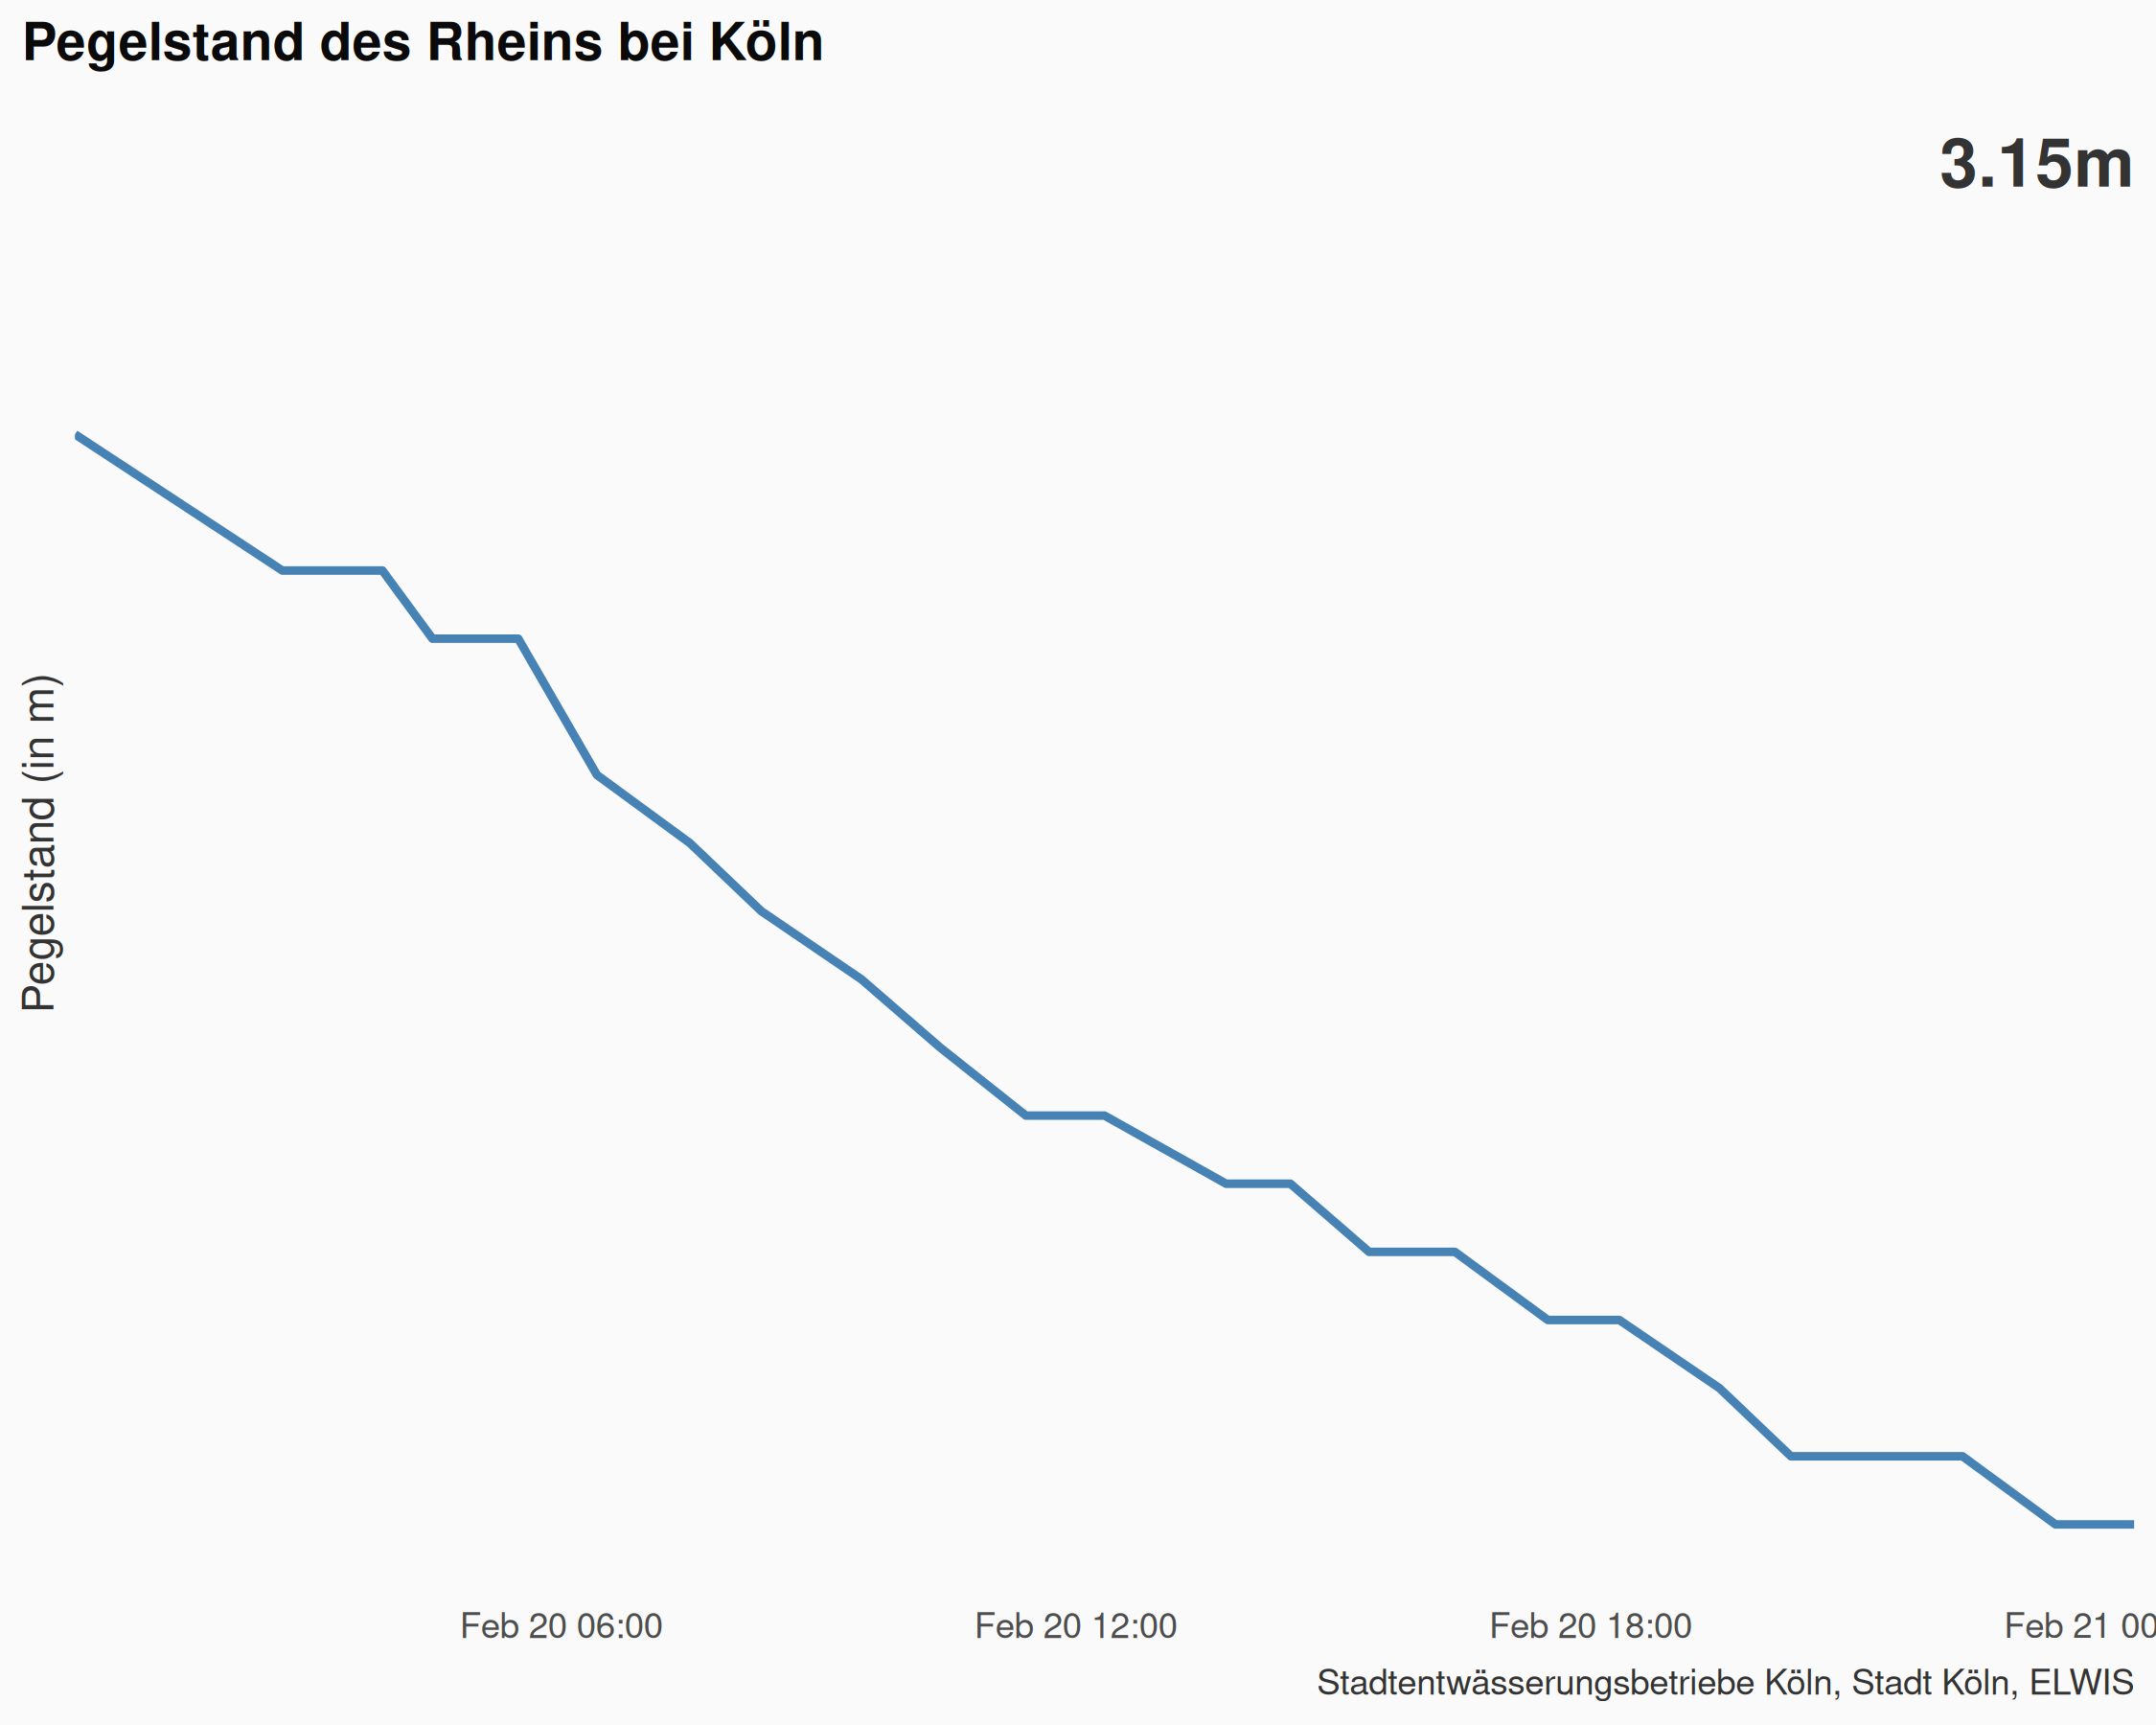 Pegelstand des Rheins bei Köln
3.15m
Pegelstand (in m)
Feb 20 06:00 Feb 20 12:00 Feb 20 18:00 Feb 21 00
Stadtentwässerungsbetriebe Köln, Stadt Köln, ELWIS